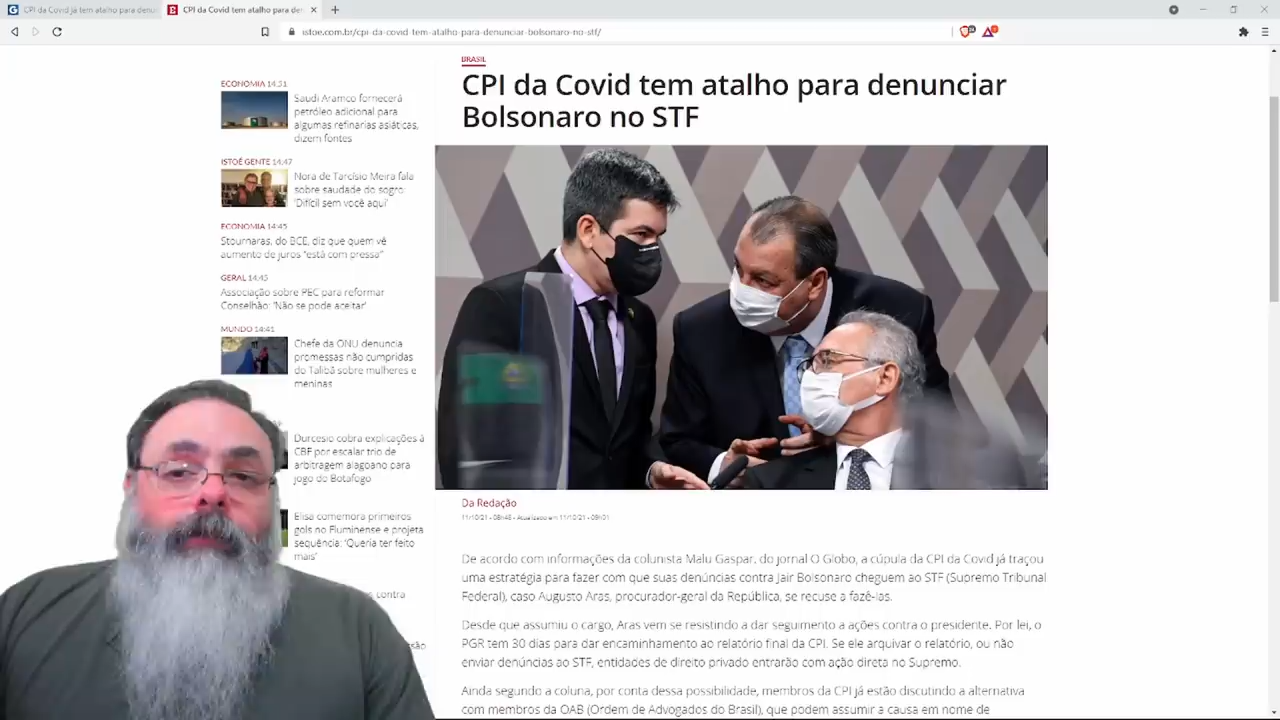 CPI da Covid já tem atalho para denun
CPI da Covid tem atalho para de
istoe.com.br/cpi-da-covid-tem-atalho-para-denunciar-bolsonaro-no-stf/
BRASIL
CPI da Covid tem atalho para denunciar
Bolsonaro no STF
ECONOMIA 14:51
Saudi Aramco fornecerá
petróleo adicional para
algumas refinarias asiáticas,
dizem fontes
ISTOÉ GENTE 14:47
Nora de Tarcísio Meira fala
sobre saudade do sogro:
'Difícil sem você aqui'
ECONOMIA 14:45
Stournaras, do BCE, diz que quem vê
aumento de juros "está com pressa"
GERAL 14:45
Associação sobre PEC para reformar
Conselhão: 'Não se pode aceitar'
MUNDO 14:41
Chefe da ONU denuncia
promessas não cumpridas
do Talibã sobre mulheres e
meninas
Durcesio cobra explicações à
CBF por escalar trio de
arbitragem alagoano para
jogo do Botafogo
Elisa comemora primeiros
gols no Fluminense e projeta
sequência: 'Queria ter feito
mais'
contra
Da Redação
11/10/21 - 08h48 - Atualizado em 11/10/21 - 09h01
De acordo com informações da colunista Malu Gaspar, do jornal O Globo, a cúpula da CPI da Covid já traçou
uma estratégia para fazer com que suas denúncias contra Jair Bolsonaro cheguem ao STF (Supremo Tribunal
Federal), caso Augusto Aras, procurador-geral da República, se recuse a fazê-las.
Desde que assumiu o cargo, Aras vem se resistindo a dar seguimento a ações contra o presidente. Por lei, o
PGR tem 30 dias para dar encaminhamento ao relatório final da CPI. Se ele arquivar o relatório, ou não
enviar denúncias ao STF, entidades de direito privado entrarão com ação direta no Supremo.
Ainda segundo a coluna, por conta dessa possibilidade, membros da CPI já estão discutindo a alternativa
com membros da OAB (Ordem de Advogados do Brasil), que podem assumir a causa em nome de